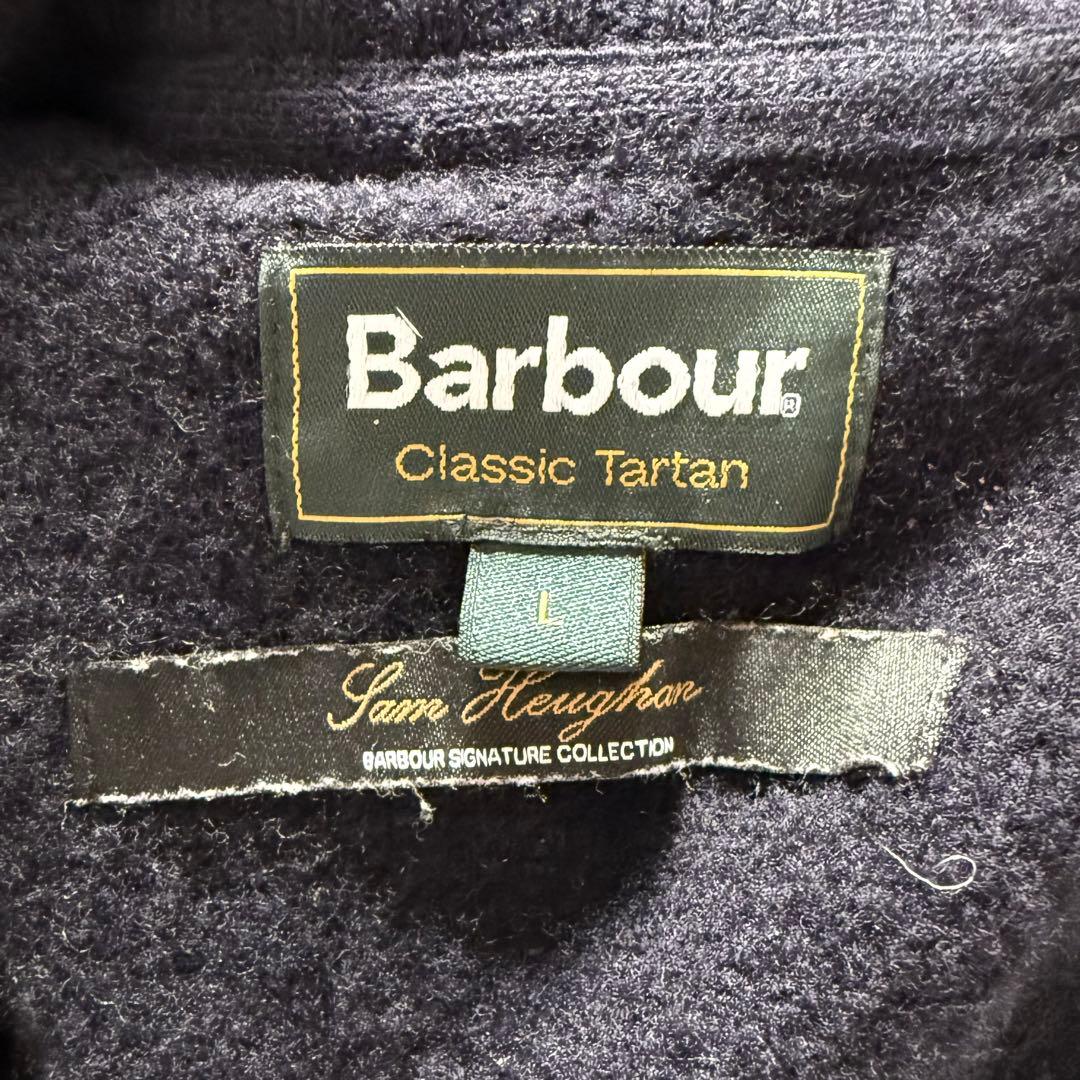 Barbour®
Classic Tartan
L
Sam Heughan
BARBOUR SIGNATURE COLLECTION